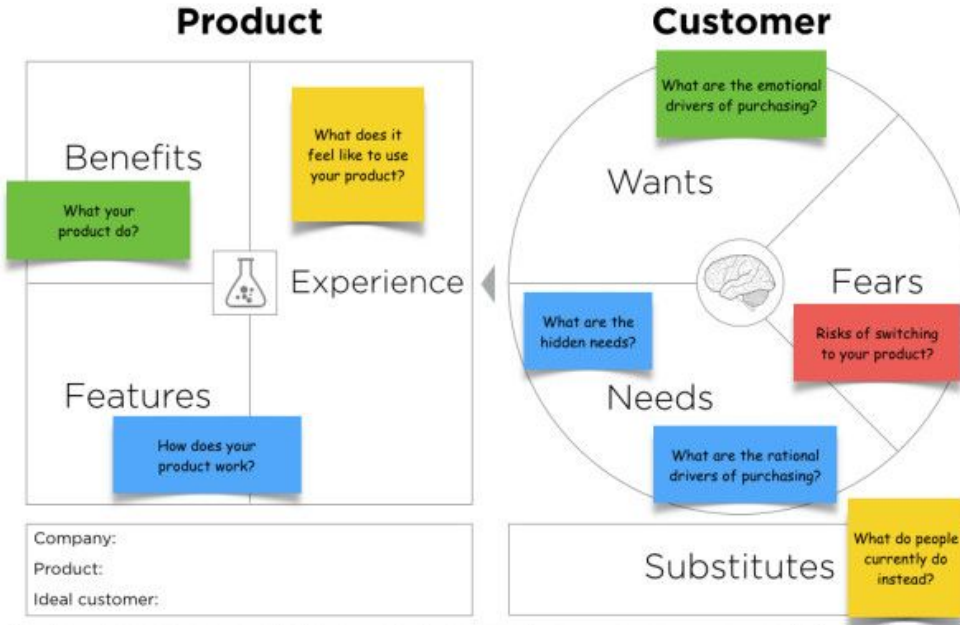 Product
Customer
Benefits
What your
product do?
What does it
feel like to use
your product?
Experience
Features
How does your
product work?
Company:
Product:
Ideal customer:
What are the emotional
drivers of purchasing?
Wants
Fears
Risks of switching
to your product?
What are the
hidden needs?
Needs
What are the rational
drivers of purchasing?
Substitutes
What do people
currently do
instead?